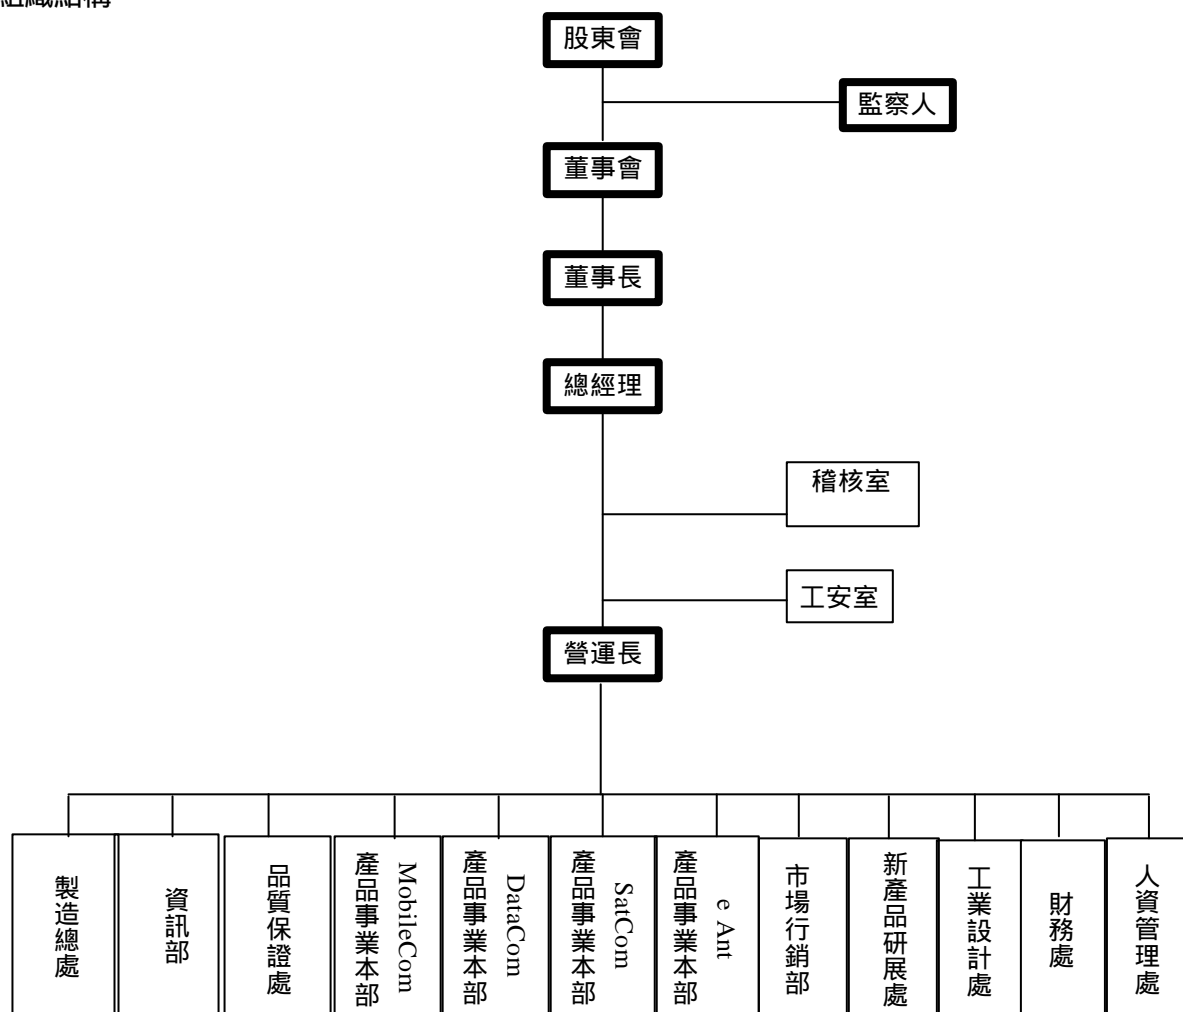 組織結構
股東會
監察人
董事會
董事長
總經理
稽核室
工安室
營運長
製造總處
資訊部
品質保證處
MobileCom
產品事業本部
DataCom
產品事業本部
SatCom
產品事業本部
e Ant
產品事業本部
市場行銷部
新產品研展處
工業設計處
財務處
人資管理處